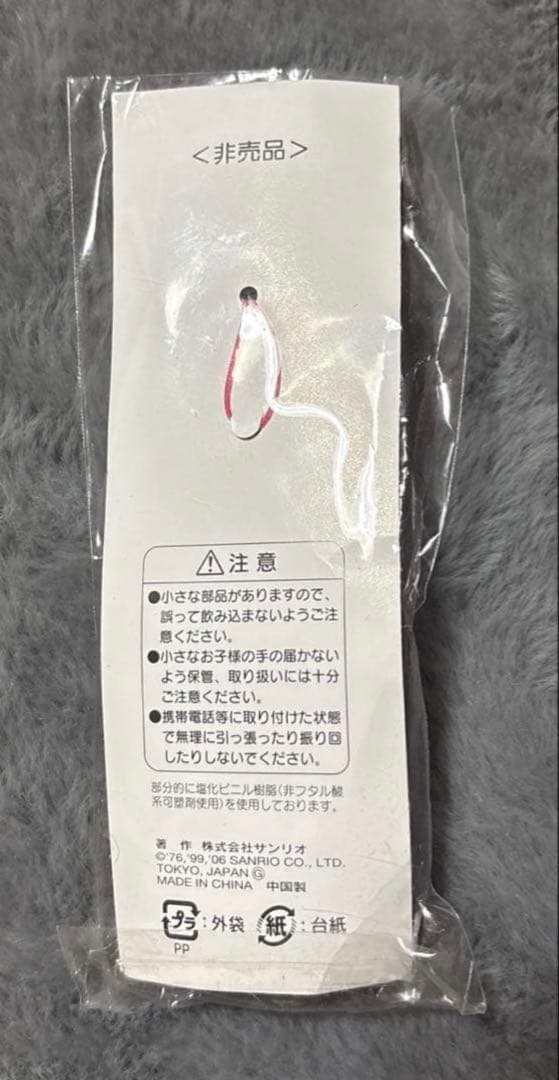 ＜非売品＞
⚠注意
●小さな部品がありますので、
誤って飲み込まないようご注
意ください。
●小さなお子様の手の届かない
よう保管、取り扱いには十分
ご注意ください。
●携帯電話等に取り付けた状態
で無理に引っ張ったり振り回
したりしないでください。
部分的に塩化ビニル樹脂(非フタル酸
系可塑剤使用)を使用しております。
著 作 株式会社サンリオ
©'76,'99,'06 SANRIO CO., LTD.
TOKYO, JAPAN Ⓖ
MADE IN CHINA 中国製
プラ:外袋 紙:台紙
PP